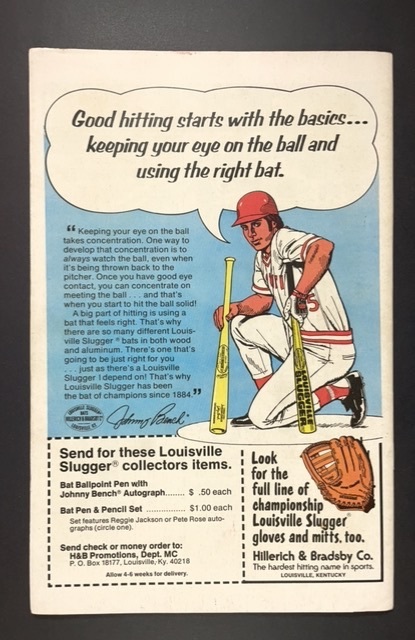 Good hitting starts with the basics...
keeping your eye on the ball and
using the right bat.
“Keeping your eye on the ball
takes concentration. One way to
develop that concentration is to
always watch the ball, even when
it's being thrown back to the
pitcher. Once you have good eye
contact, you can concentrate on
meeting the ball . . . and that's
when you start to hit the ball solid!
A big part of hitting is using a
bat that feels right. That's why
there are so many different Louis-
ville Slugger® bats in both wood
and aluminum. There's one that's
going to be just right for you
. . . just as there's a Louisville
Slugger I depend on! That's why
Louisville Slugger has been
the bat of champions since 1884.”
Johnny Bench
5
Send for these Louisville
Slugger® collectors items.
Bat Ballpoint Pen with
Johnny Bench® Autograph....... $ .50 each
Bat Pen & Pencil Set .............. $1.00 each
Set features Reggie Jackson or Pete Rose auto-
graphs (circle one).
Send check or money order to:
H&B Promotions, Dept. MC
P. O. Box 18177, Louisville, Ky. 40218
Allow 4-6 weeks for delivery.
Look
for the
full line of
championship
Louisville Slugger®
gloves and mitts, too.
Hillerich & Bradsby Co.
The hardest hitting name in sports.
LOUISVILLE, KENTUCKY